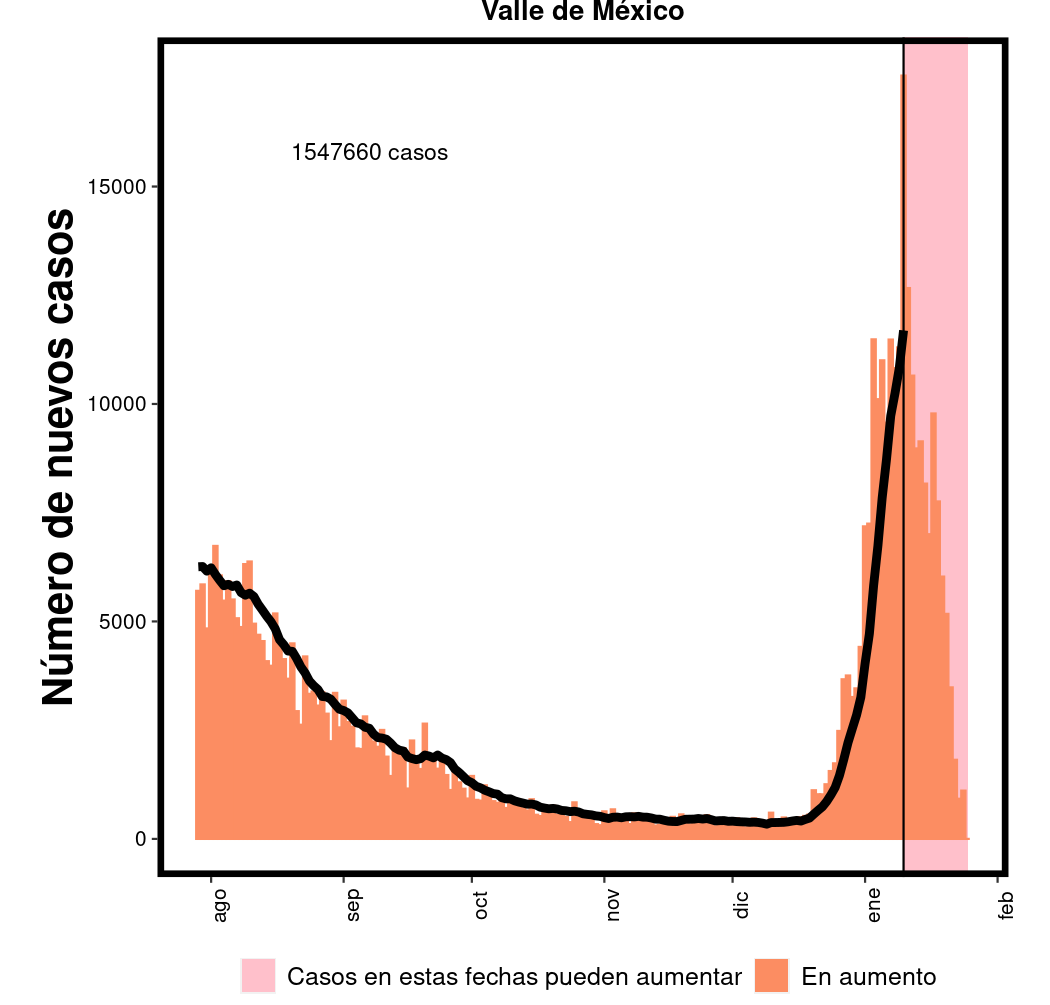 Valle de México
1547660 casos
Número de nuevos casos
15000
10000
5000
0
ago
sep
oct
nov
dic
ene
feb
Casos en estas fechas pueden aumentar
En aumento